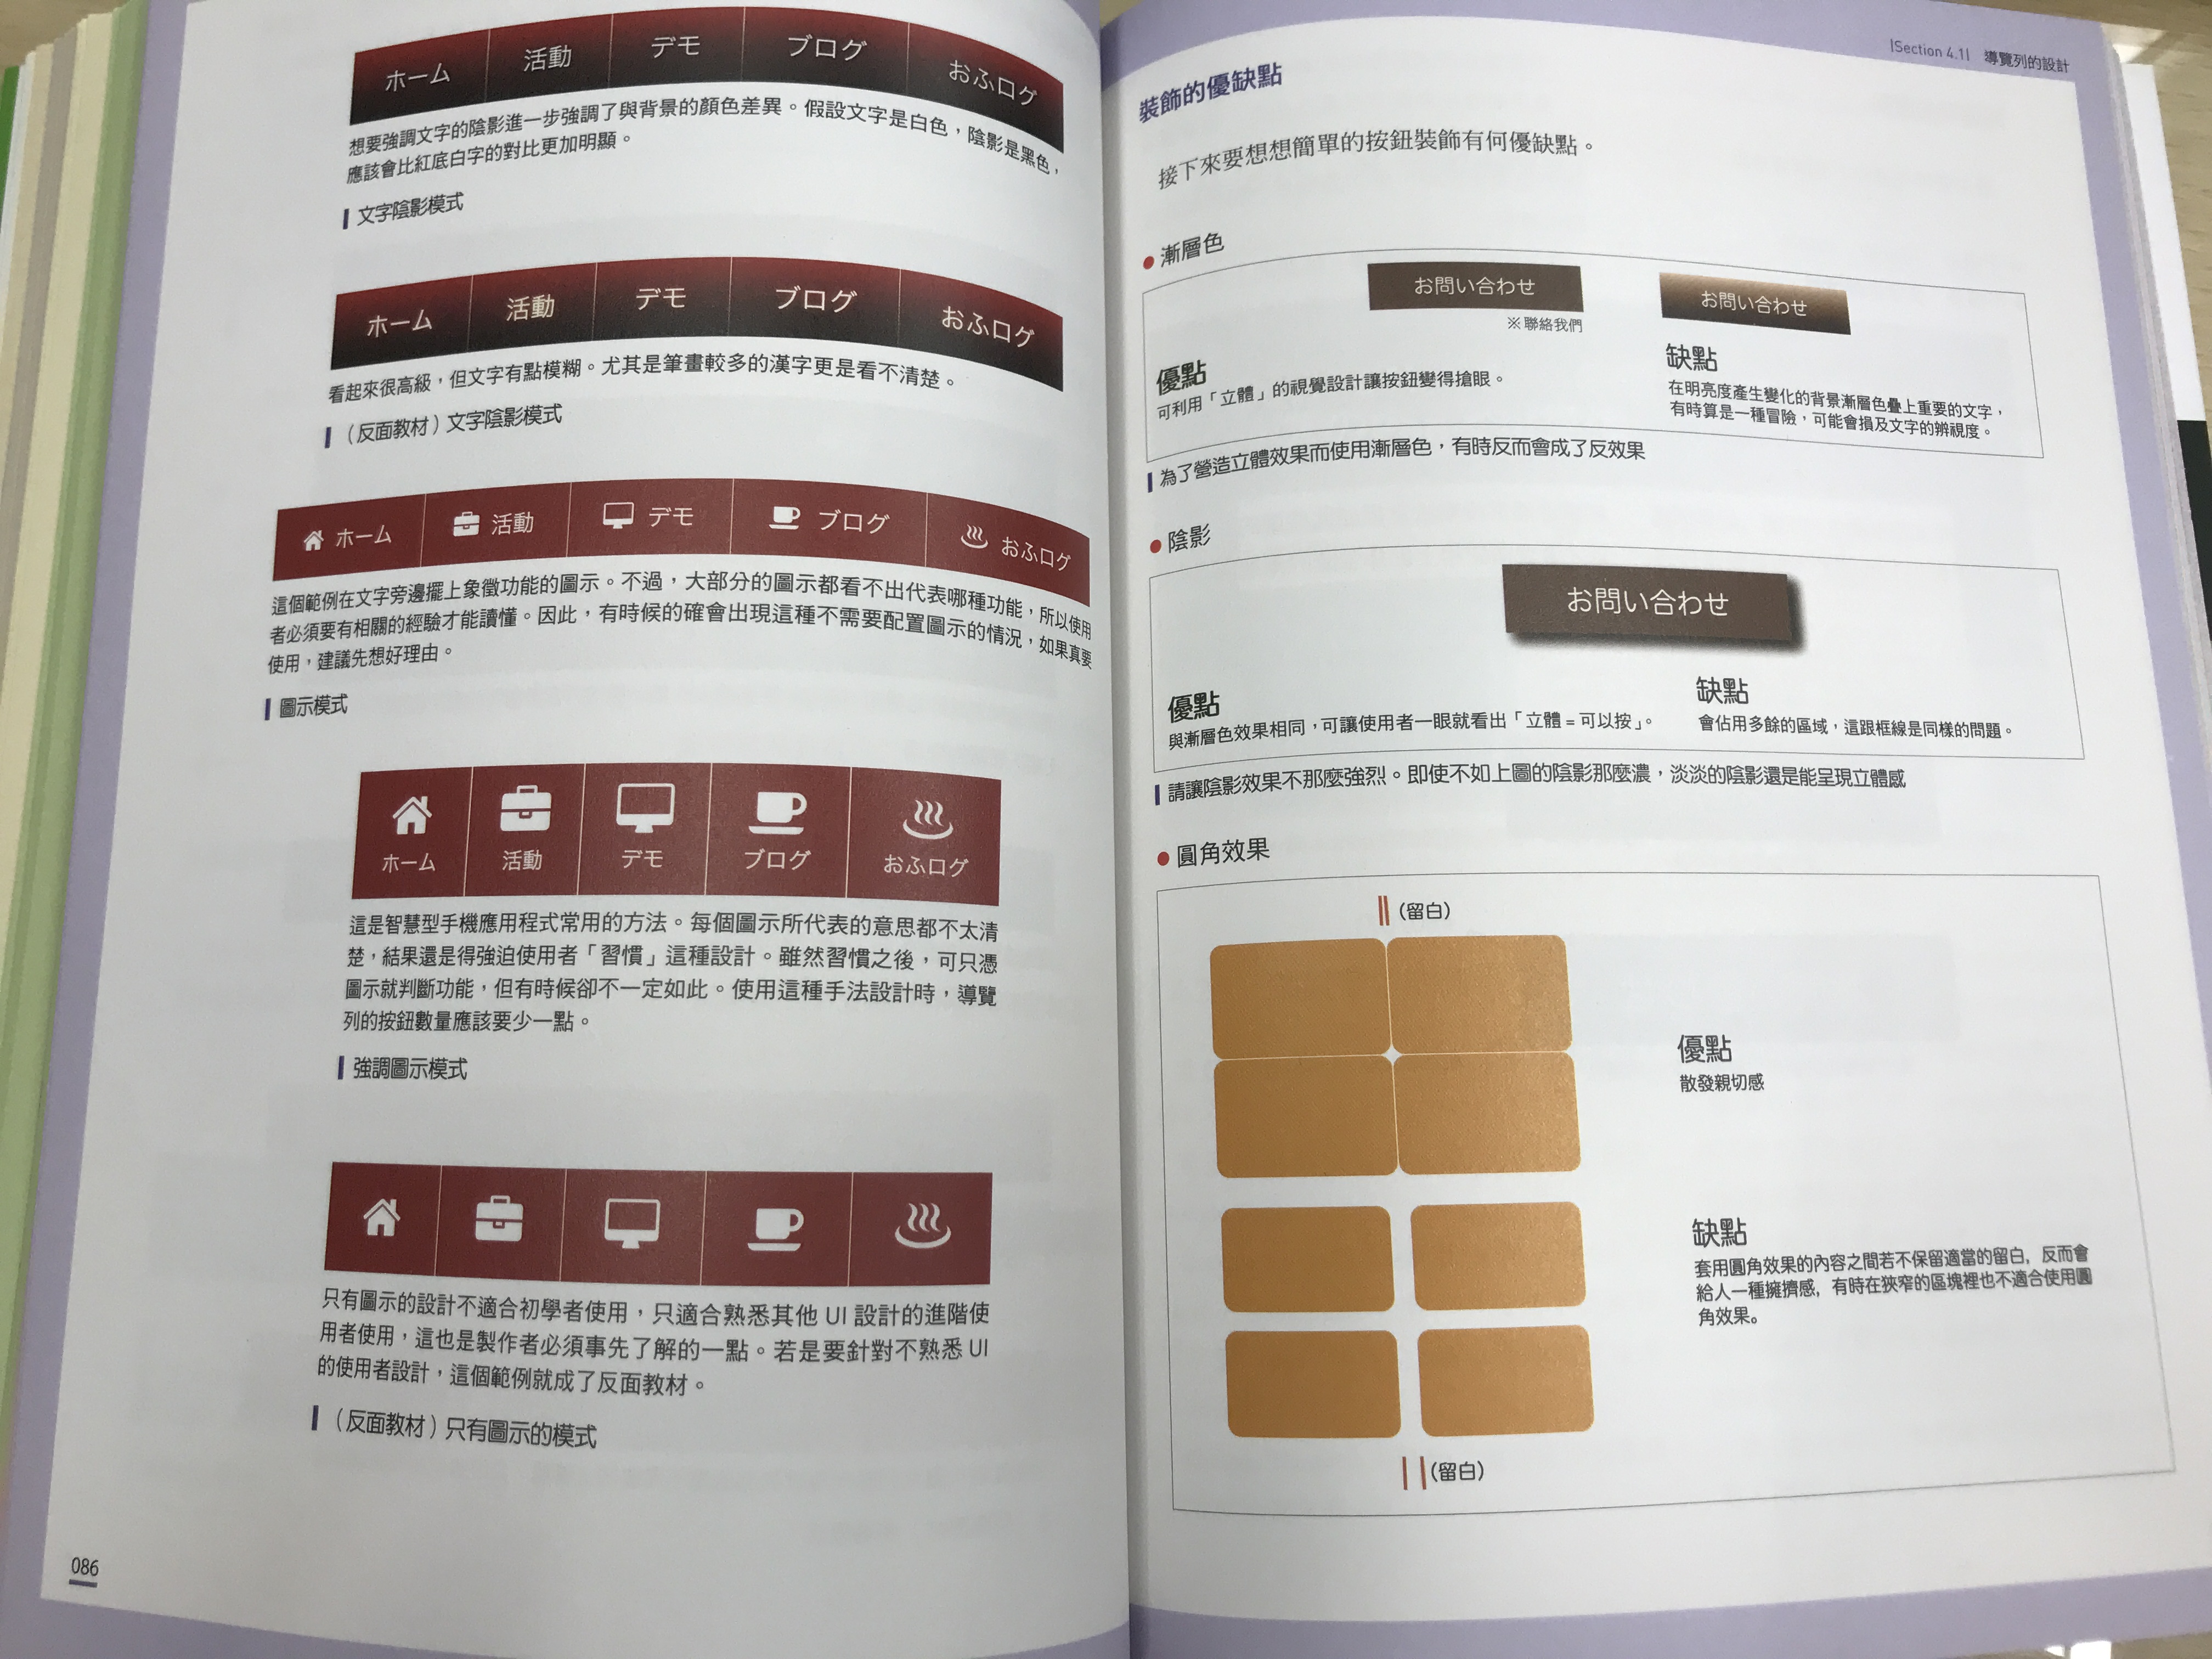 ホーム 活動 デモ ブログ おふログ
想要強調文字的陰影進一步強調了與背景的顏色差異。假設文字是白色，陰影是黑色，
應該會比紅底白字的對比更加明顯。
文字陰影模式
ホーム 活動 デモ ブログ おふログ
看起來很高級，但文字有點模糊。尤其是筆畫較多的漢字更是看不清楚。
（反面教材）文字陰影模式
ホーム 活動 デモ ブログ おふログ
這個範例在文字旁邊擺上象徵功能的圖示。不過，大部分的圖示都看不出代表哪種功能，所以使用
者必須要有相關的經驗才能讀懂。因此，有時候的確會出現這種不需要配置圖示的情況，如果真要
使用，建議先想好理由。
圖示模式
ホーム 活動 デモ ブログ おふログ
這是智慧型手機應用程式常用的方法。每個圖示所代表的意思都不太清
楚，結果還是得強迫使用者「習慣」這種設計。雖然習慣之後，可只憑
圖示就判斷功能，但有時候卻不一定如此。使用這種手法設計時，導覽
列的按鈕數量應該要少一點。
強調圖示模式
只有圖示的設計不適合初學者使用，只適合熟悉其他 UI 設計的進階使
用者使用，這也是製作者必須事先了解的一點。若是要針對不熟悉 UI
的使用者設計，這個範例就成了反面教材。
（反面教材）只有圖示的模式
086
|Section 4.1| 導覽列的設計
裝飾的優缺點
接下來要想想簡單的按鈕裝飾有何優缺點。
● 漸層色
お問い合わせ お問い合わせ
※ 聯絡我們
優點
可利用「立體」的視覺設計讓按鈕變得搶眼。
缺點
在明亮度產生變化的背景漸層色疊上重要的文字，
有時算是一種冒險，可能會損及文字的辨視度。
為了營造立體效果而使用漸層色，有時反而會成了反效果
● 陰影
お問い合わせ
優點
與漸層色效果相同，可讓使用者一眼就看出「立體 = 可以按」。
缺點
會佔用多餘的區域，這跟框線是同樣的問題。
請讓陰影效果不那麼強烈。即使不如上圖的陰影那麼濃，淡淡的陰影還是能呈現立體感
● 圓角效果
(留白)
優點
散發親切感
缺點
套用圓角效果的內容之間若不保留適當的留白，反而會
給人一種擁擠感，有時在狹窄的區塊裡也不適合使用圓
角效果。
(留白)